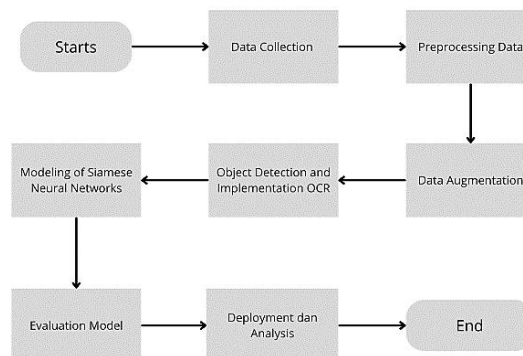 Starts
Data Collection
Preprocessing Data
Data Augmentation
Object Detection and
Implementation OCR
Modeling of Siamese
Neural Networks
Evaluation Model
Deployment dan
Analysis
End